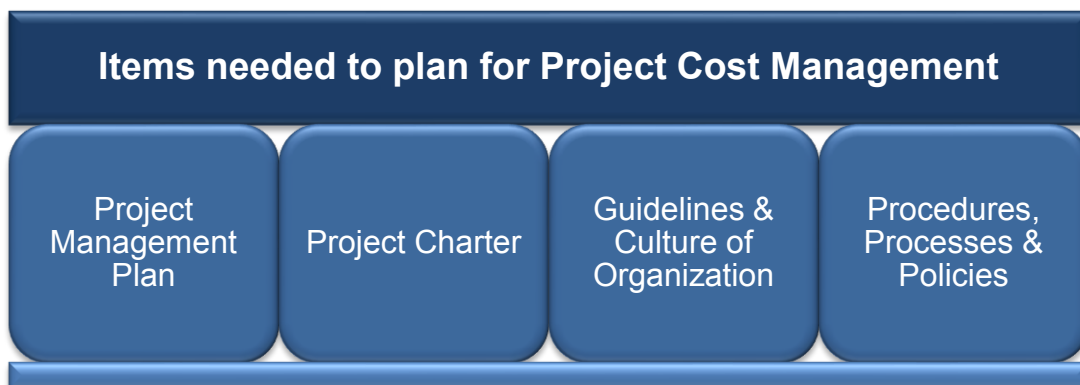 Items needed to plan for Project Cost Management
Project
Management
Plan
Project Charter
Guidelines &
Culture of
Organization
Procedures,
Processes &
Policies